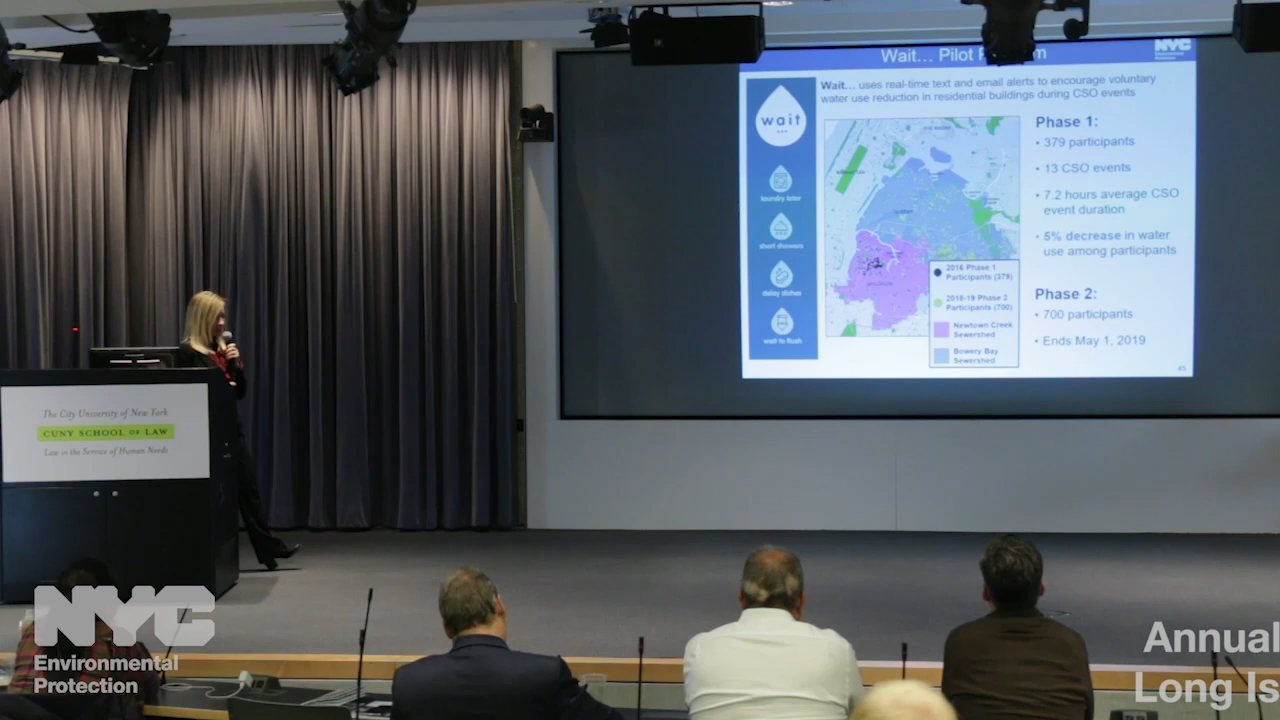 Wait... Pilot
NYC
Wait... uses real-time text and email alerts to encourage voluntary
water use reduction in residential buildings during CSO events
wait
...
laundry later
short showers
delay dishes
wait to flush
2016 Phase 1
Participants (379)
2018-19 Phase 2
Participants (700)
Newtown Creek
Sewershed
Bowery Bay
Sewershed
Phase 1:
• 379 participants
• 13 CSO events
• 7.2 hours average CSO
event duration
• 5% decrease in water
use among participants
Phase 2:
• 700 participants
• Ends May 1, 2019
45
The City University of New York
CUNY SCHOOL OF LAW
Law in the Service of Human Needs
NYC
Environmental
Protection
Annual
Long Is